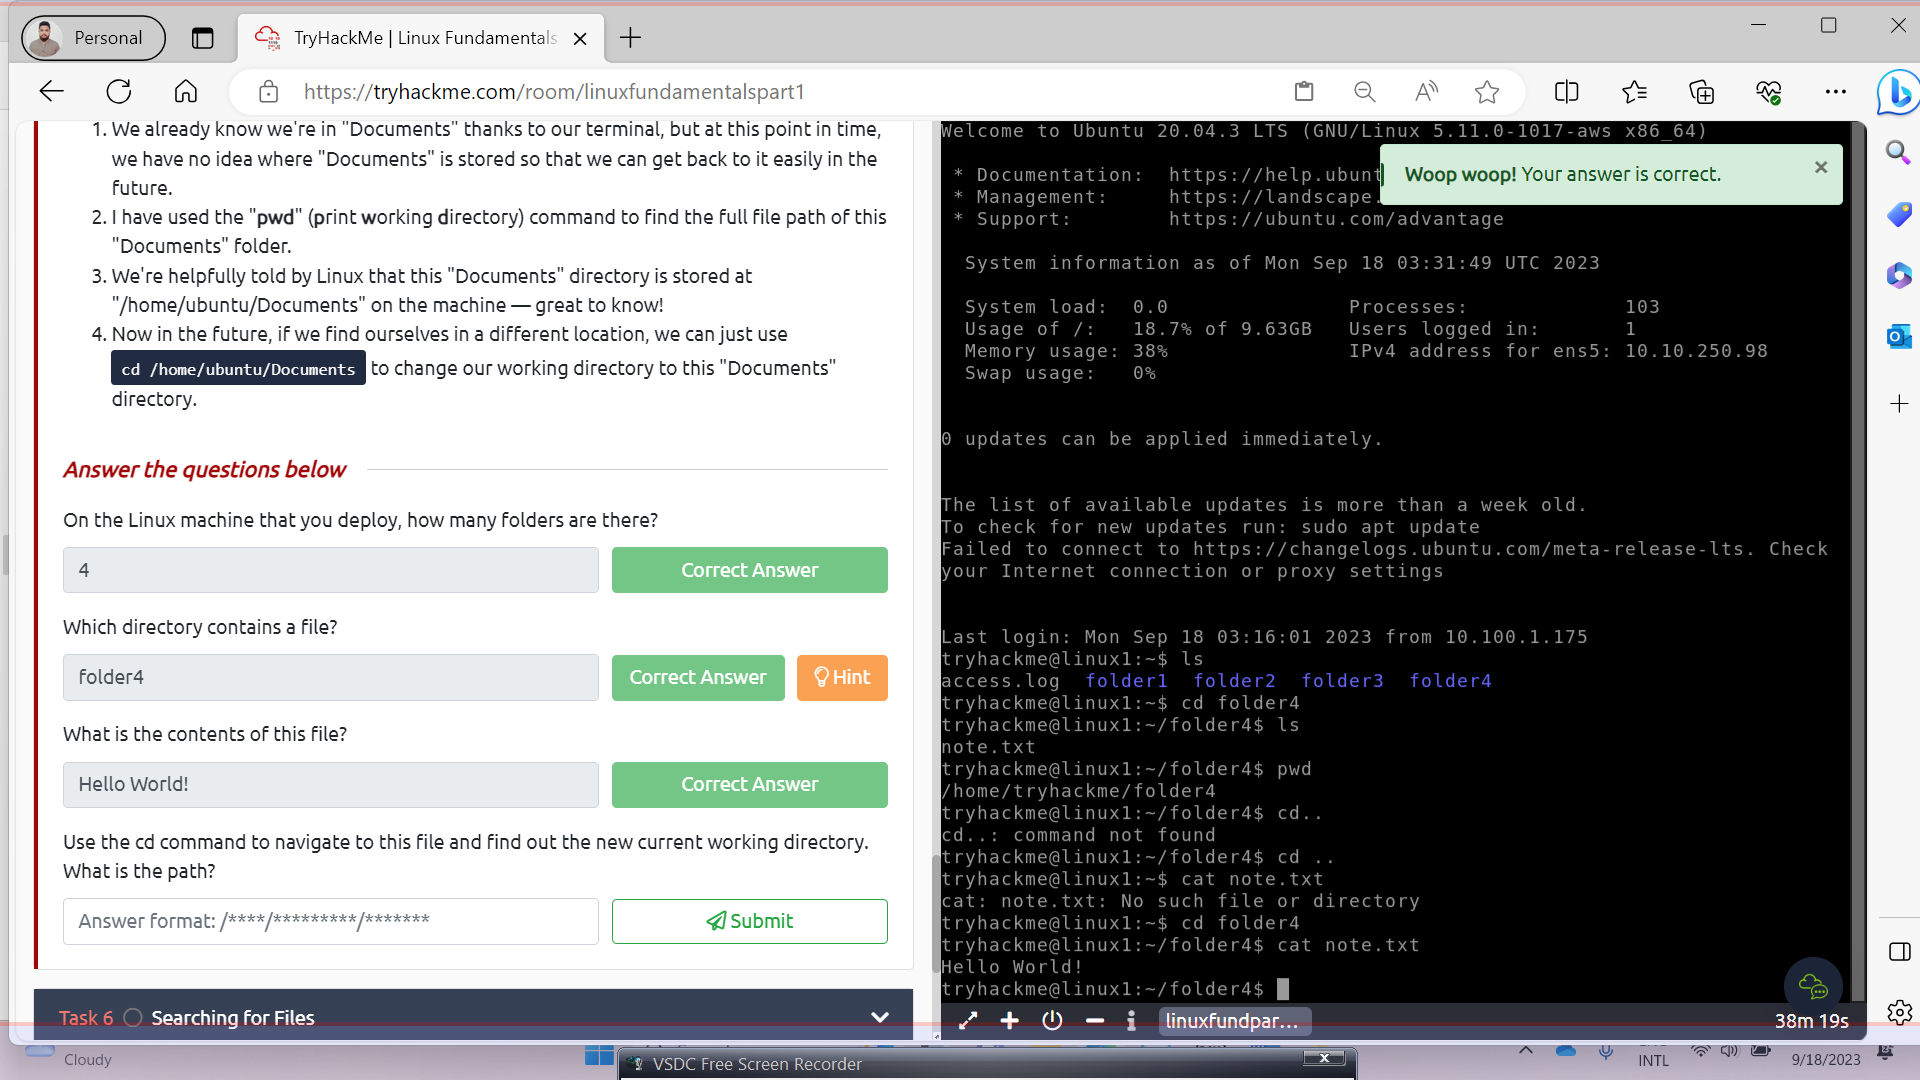 Personal
TryHackMe | Linux Fundamentals
https://tryhackme.com/room/linuxfundamentalspart1
1. We already know we're in "Documents" thanks to our terminal, but at this point in time,
we have no idea where "Documents" is stored so that we can get back to it easily in the
future.
2. I have used the "pwd" (print working directory) command to find the full file path of this
"Documents" folder.
3. We're helpfully told by Linux that this "Documents" directory is stored at
"/home/ubuntu/Documents" on the machine — great to know!
4. Now in the future, if we find ourselves in a different location, we can just use
cd /home/ubuntu/Documents to change our working directory to this "Documents"
directory.
Answer the questions below
On the Linux machine that you deploy, how many folders are there?
4
Correct Answer
Which directory contains a file?
folder4
Correct Answer
Hint
What is the contents of this file?
Hello World!
Correct Answer
Use the cd command to navigate to this file and find out the new current working directory.
What is the path?
Answer format: /****/*********/*******
Submit
Task 6 Searching for Files
Welcome to Ubuntu 20.04.3 LTS (GNU/Linux 5.11.0-1017-aws x86_64)
* Documentation: https://help.ubunt
* Management: https://landscape.
* Support: https://ubuntu.com/advantage
Woop woop! Your answer is correct.
System information as of Mon Sep 18 03:31:49 UTC 2023
System load: 0.0 Processes: 103
Usage of /: 18.7% of 9.63GB Users logged in: 1
Memory usage: 38% IPv4 address for ens5: 10.10.250.98
Swap usage: 0%
0 updates can be applied immediately.
The list of available updates is more than a week old.
To check for new updates run: sudo apt update
Failed to connect to https://changelogs.ubuntu.com/meta-release-lts. Check
your Internet connection or proxy settings
Last login: Mon Sep 18 03:16:01 2023 from 10.100.1.175
tryhackme@linux1:~$ ls
access.log folder1 folder2 folder3 folder4
tryhackme@linux1:~$ cd folder4
tryhackme@linux1:~/folder4$ ls
note.txt
tryhackme@linux1:~/folder4$ pwd
/home/tryhackme/folder4
tryhackme@linux1:~/folder4$ cd..
cd..: command not found
tryhackme@linux1:~/folder4$ cd ..
tryhackme@linux1:~$ cat note.txt
cat: note.txt: No such file or directory
tryhackme@linux1:~$ cd folder4
tryhackme@linux1:~/folder4$ cat note.txt
Hello World!
tryhackme@linux1:~/folder4$
linuxfundpar...
38m 19s
Cloudy
VSDC Free Screen Recorder
INTL
9/18/2023